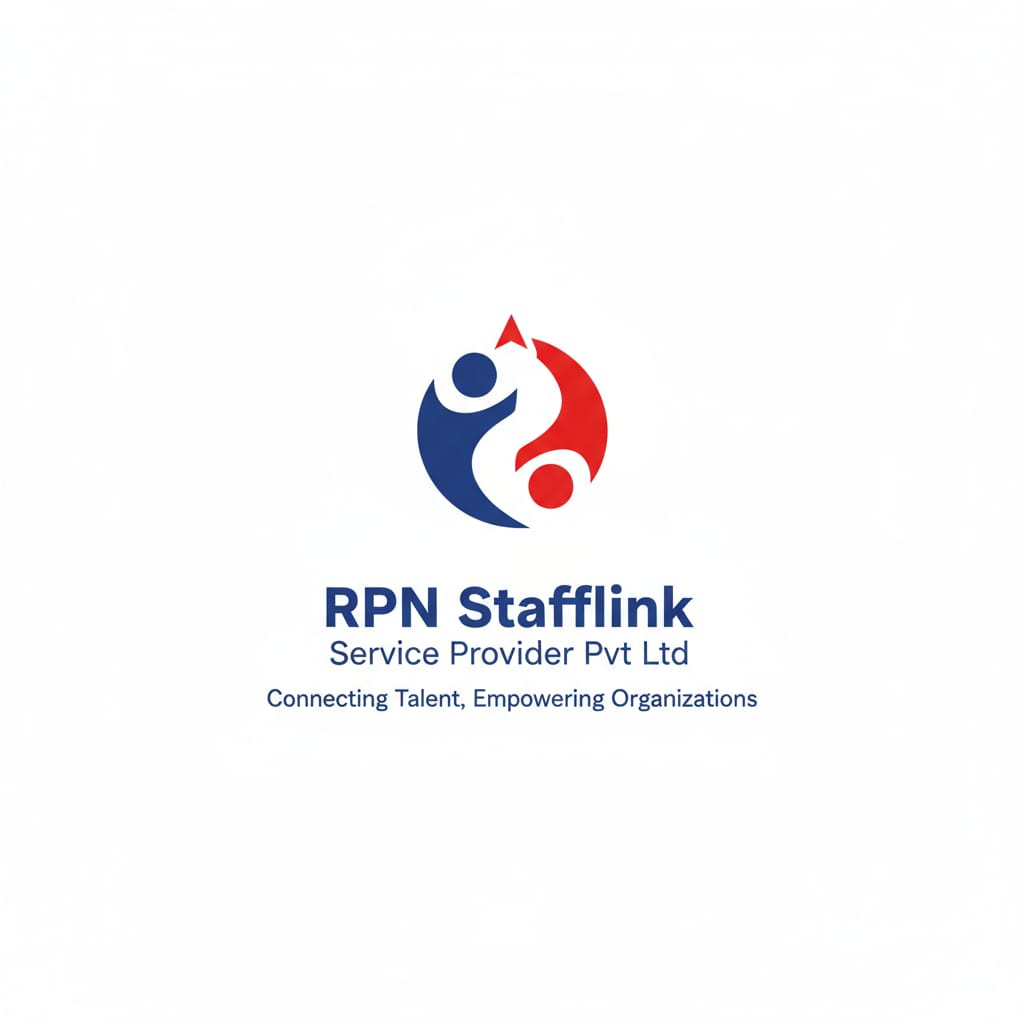 RPN Stafflink
Service Provider Pvt Ltd
Connecting Talent, Empowering Organizations